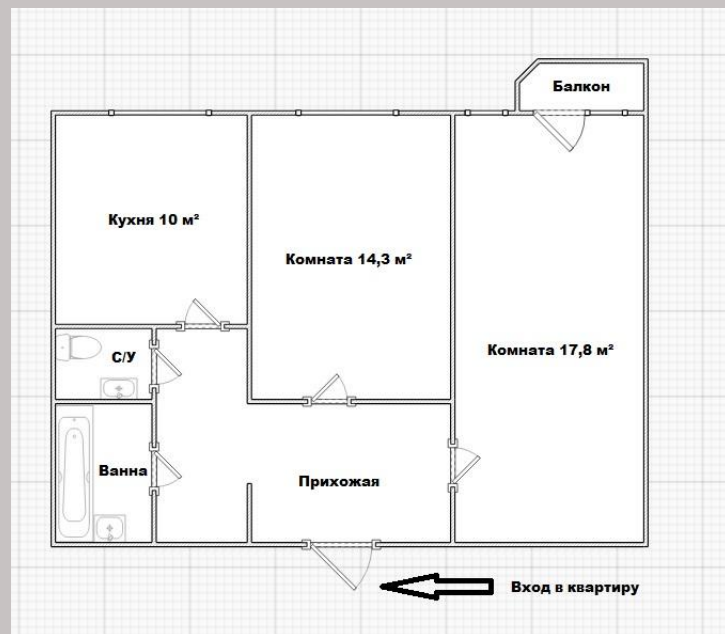 Балкон
Кухня 10 м²
Комната 14,3 м²
Комната 17,8 м²
С/У
Ванна
Прихожая
Вход в квартиру